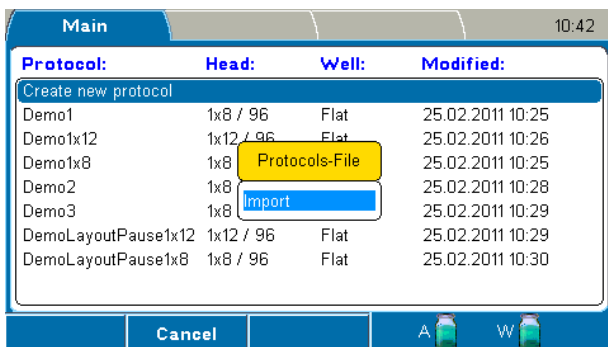 Main 10:42
Protocol: Head: Well: Modified:
Create new protocol
Demo1 1x8 / 96 Flat 25.02.2011 10:25
Demo1x12 1x12 / 96 Flat 25.02.2011 10:26
Demo1x8 1x8 25.02.2011 10:25
Protocols-File
Demo2 1x8 25.02.2011 10:28
Import
Demo3 1x8 25.02.2011 10:29
DemoLayoutPause1x12 1x12 / 96 Flat 25.02.2011 10:29
DemoLayoutPause1x8 1x8 / 96 Flat 25.02.2011 10:30
Cancel A W